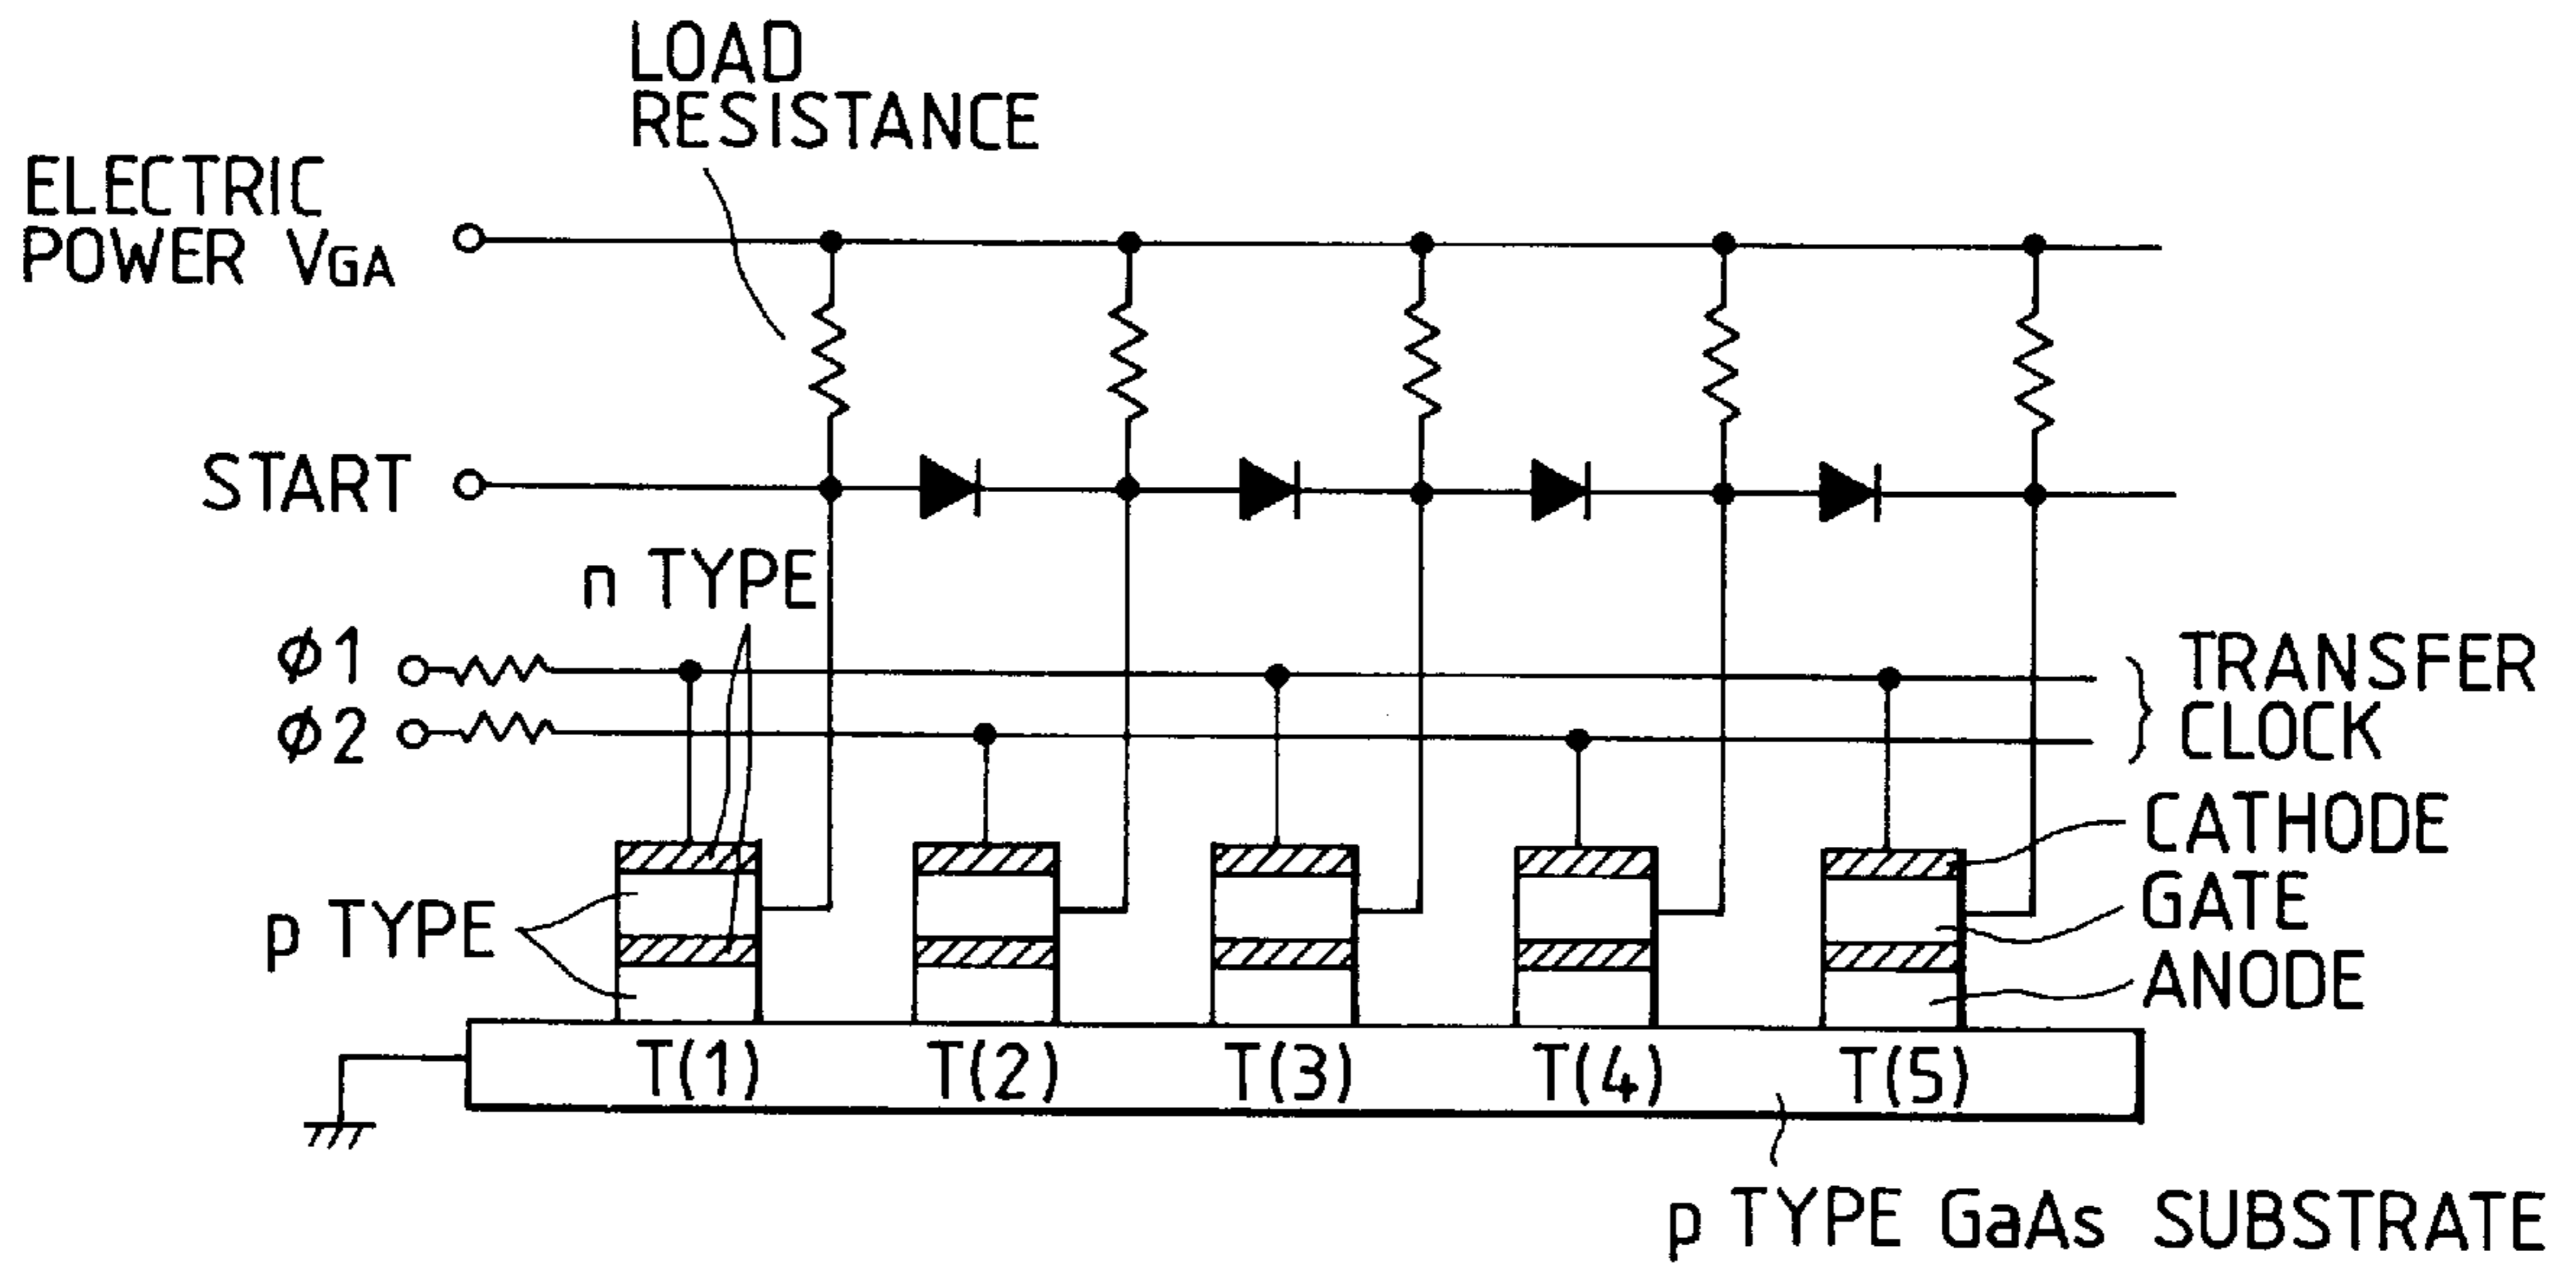 LOAD
RESISTANCE
ELECTRIC
POWER VGA
START
n TYPE
ϕ1
ϕ2
TRANSFER
CLOCK
CATHODE
GATE
ANODE
p TYPE
T(1) T(2) T(3) T(4) T(5)
p TYPE GaAs SUBSTRATE